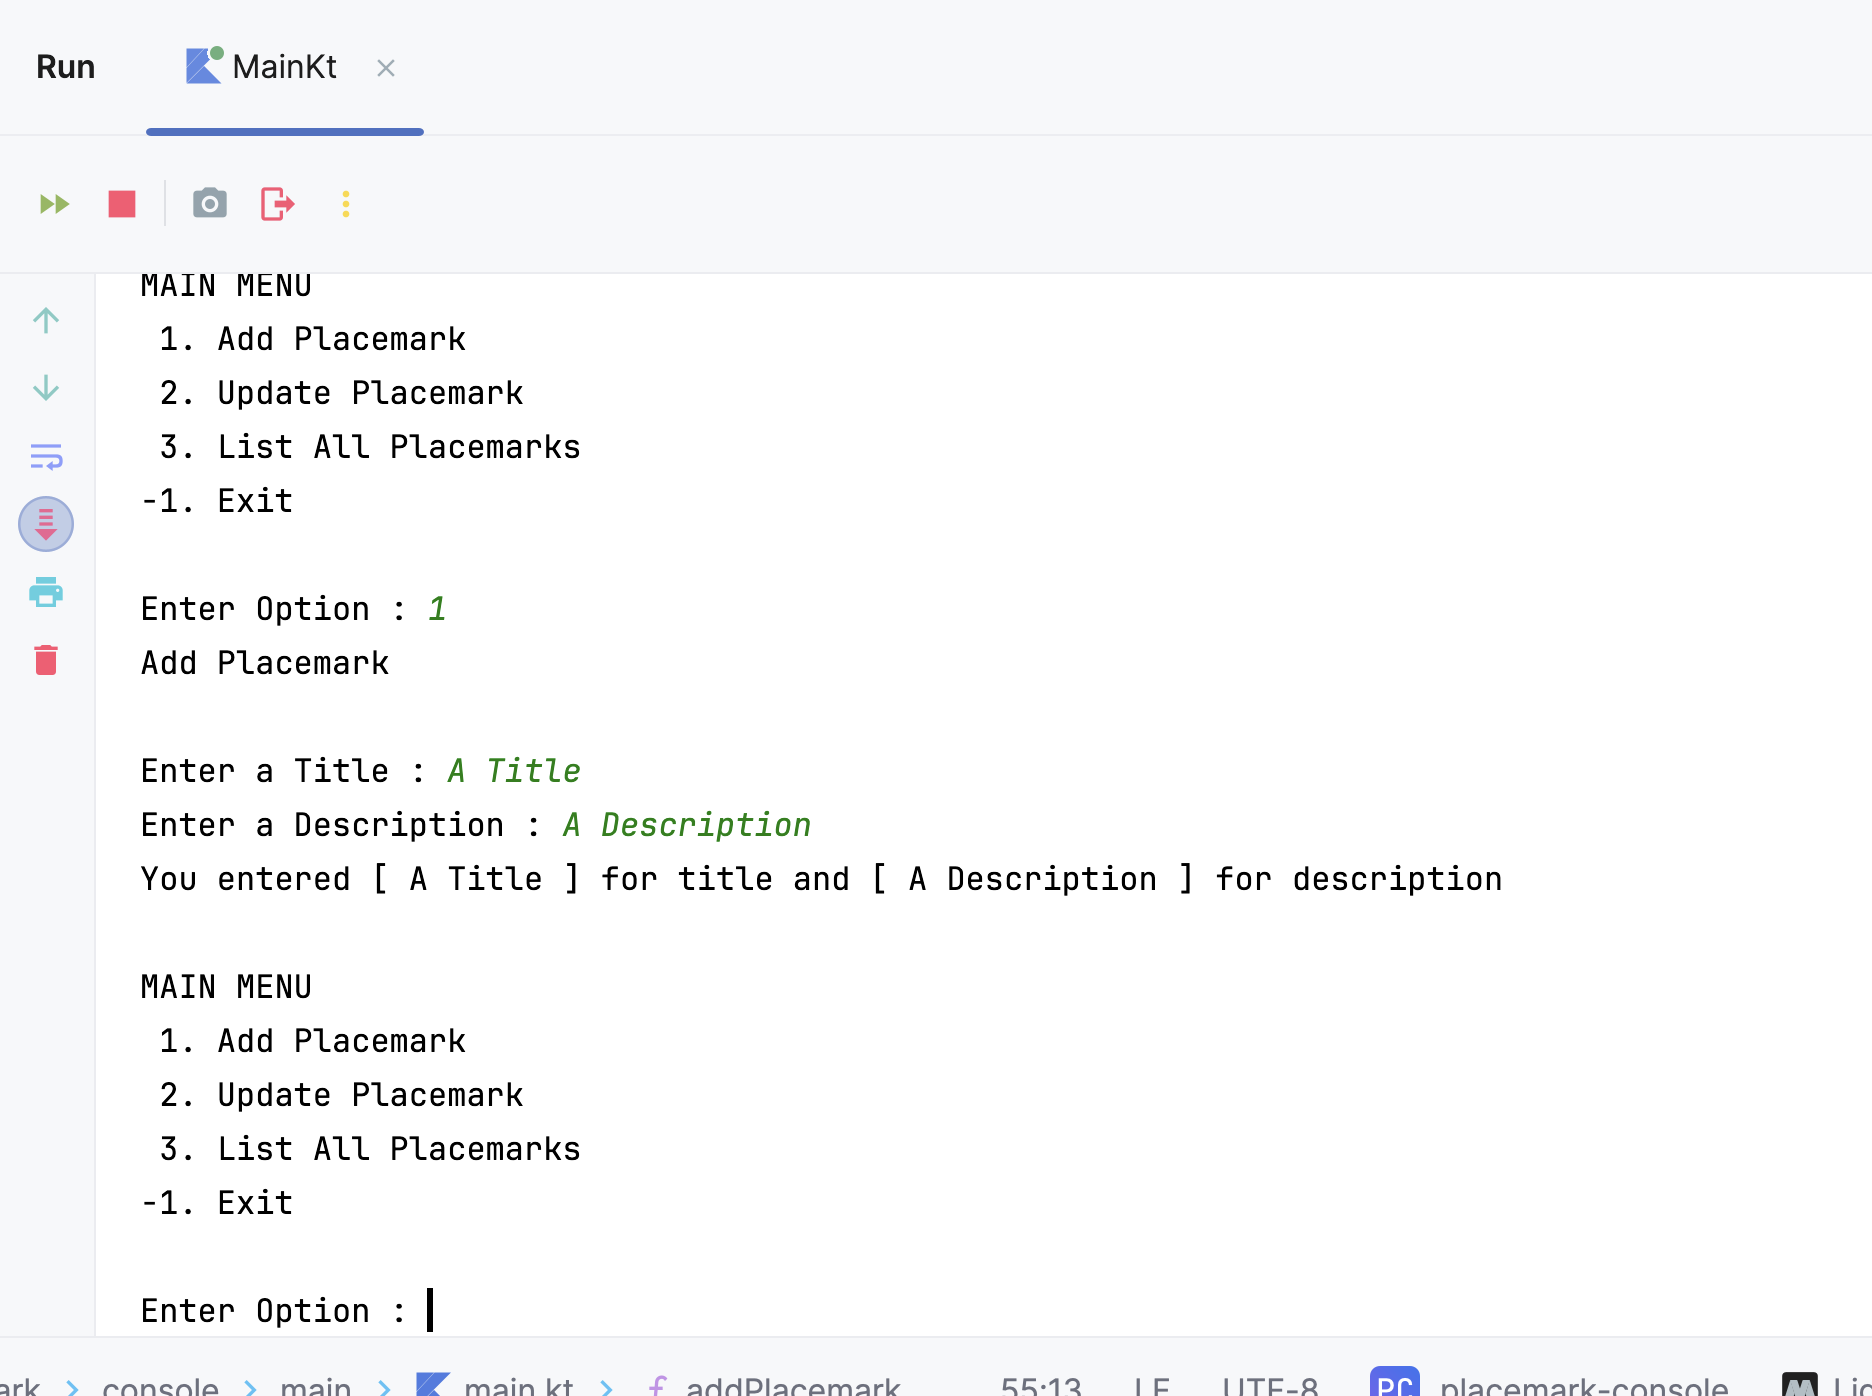 Run MainKt
MAIN MENU
1. Add Placemark
2. Update Placemark
3. List All Placemarks
-1. Exit
Enter Option : 1
Add Placemark
Enter a Title : A Title
Enter a Description : A Description
You entered [ A Title ] for title and [ A Description ] for description
MAIN MENU
1. Add Placemark
2. Update Placemark
3. List All Placemarks
-1. Exit
Enter Option :
ark > console > main > main.kt > addPlacemark 55:13 LF UTF-8 PC placemark-console M Li